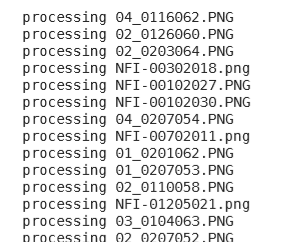 processing 04_0116062.PNG
processing 02_0126060.PNG
processing 02_0203064.PNG
processing NFI-00302018.png
processing NFI-00102027.PNG
processing NFI-00102030.PNG
processing 04_0207054.PNG
processing NFI-00702011.png
processing 01_0201062.PNG
processing 01_0207053.PNG
processing 02_0110058.PNG
processing NFI-01205021.png
processing 03_0104063.PNG
processing 02_0207052.PNG